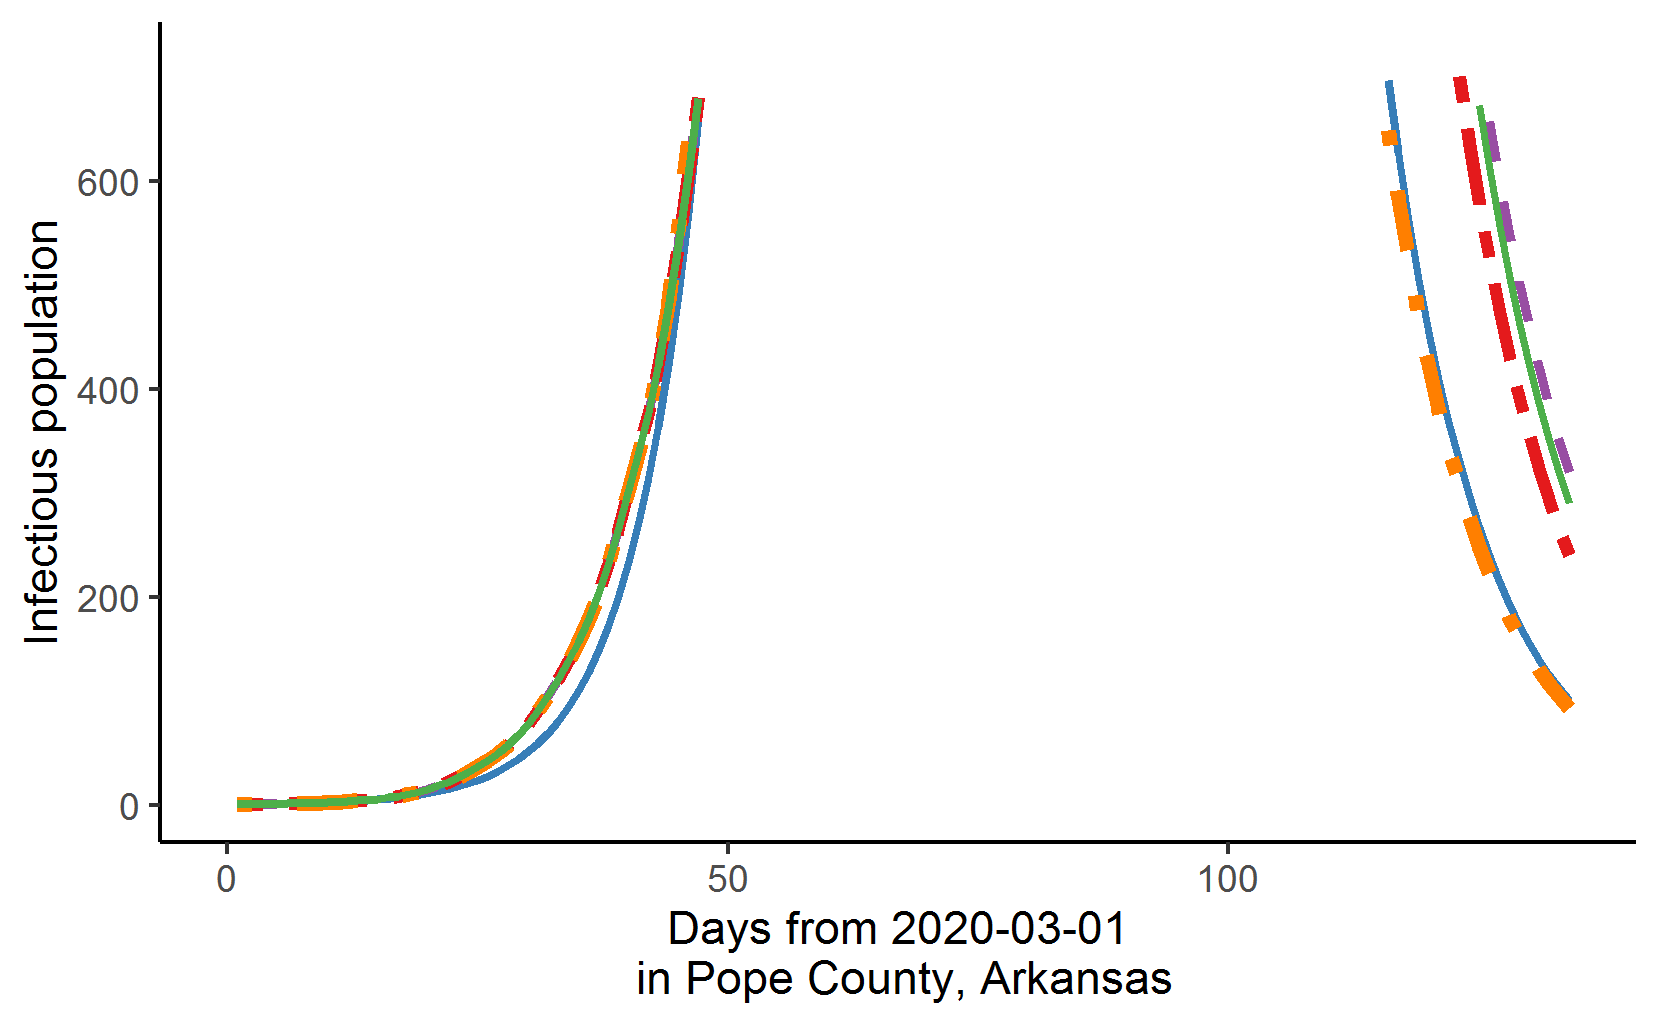 Infectious population
600
400
200
0
0 50 100
Days from 2020-03-01
in Pope County, Arkansas